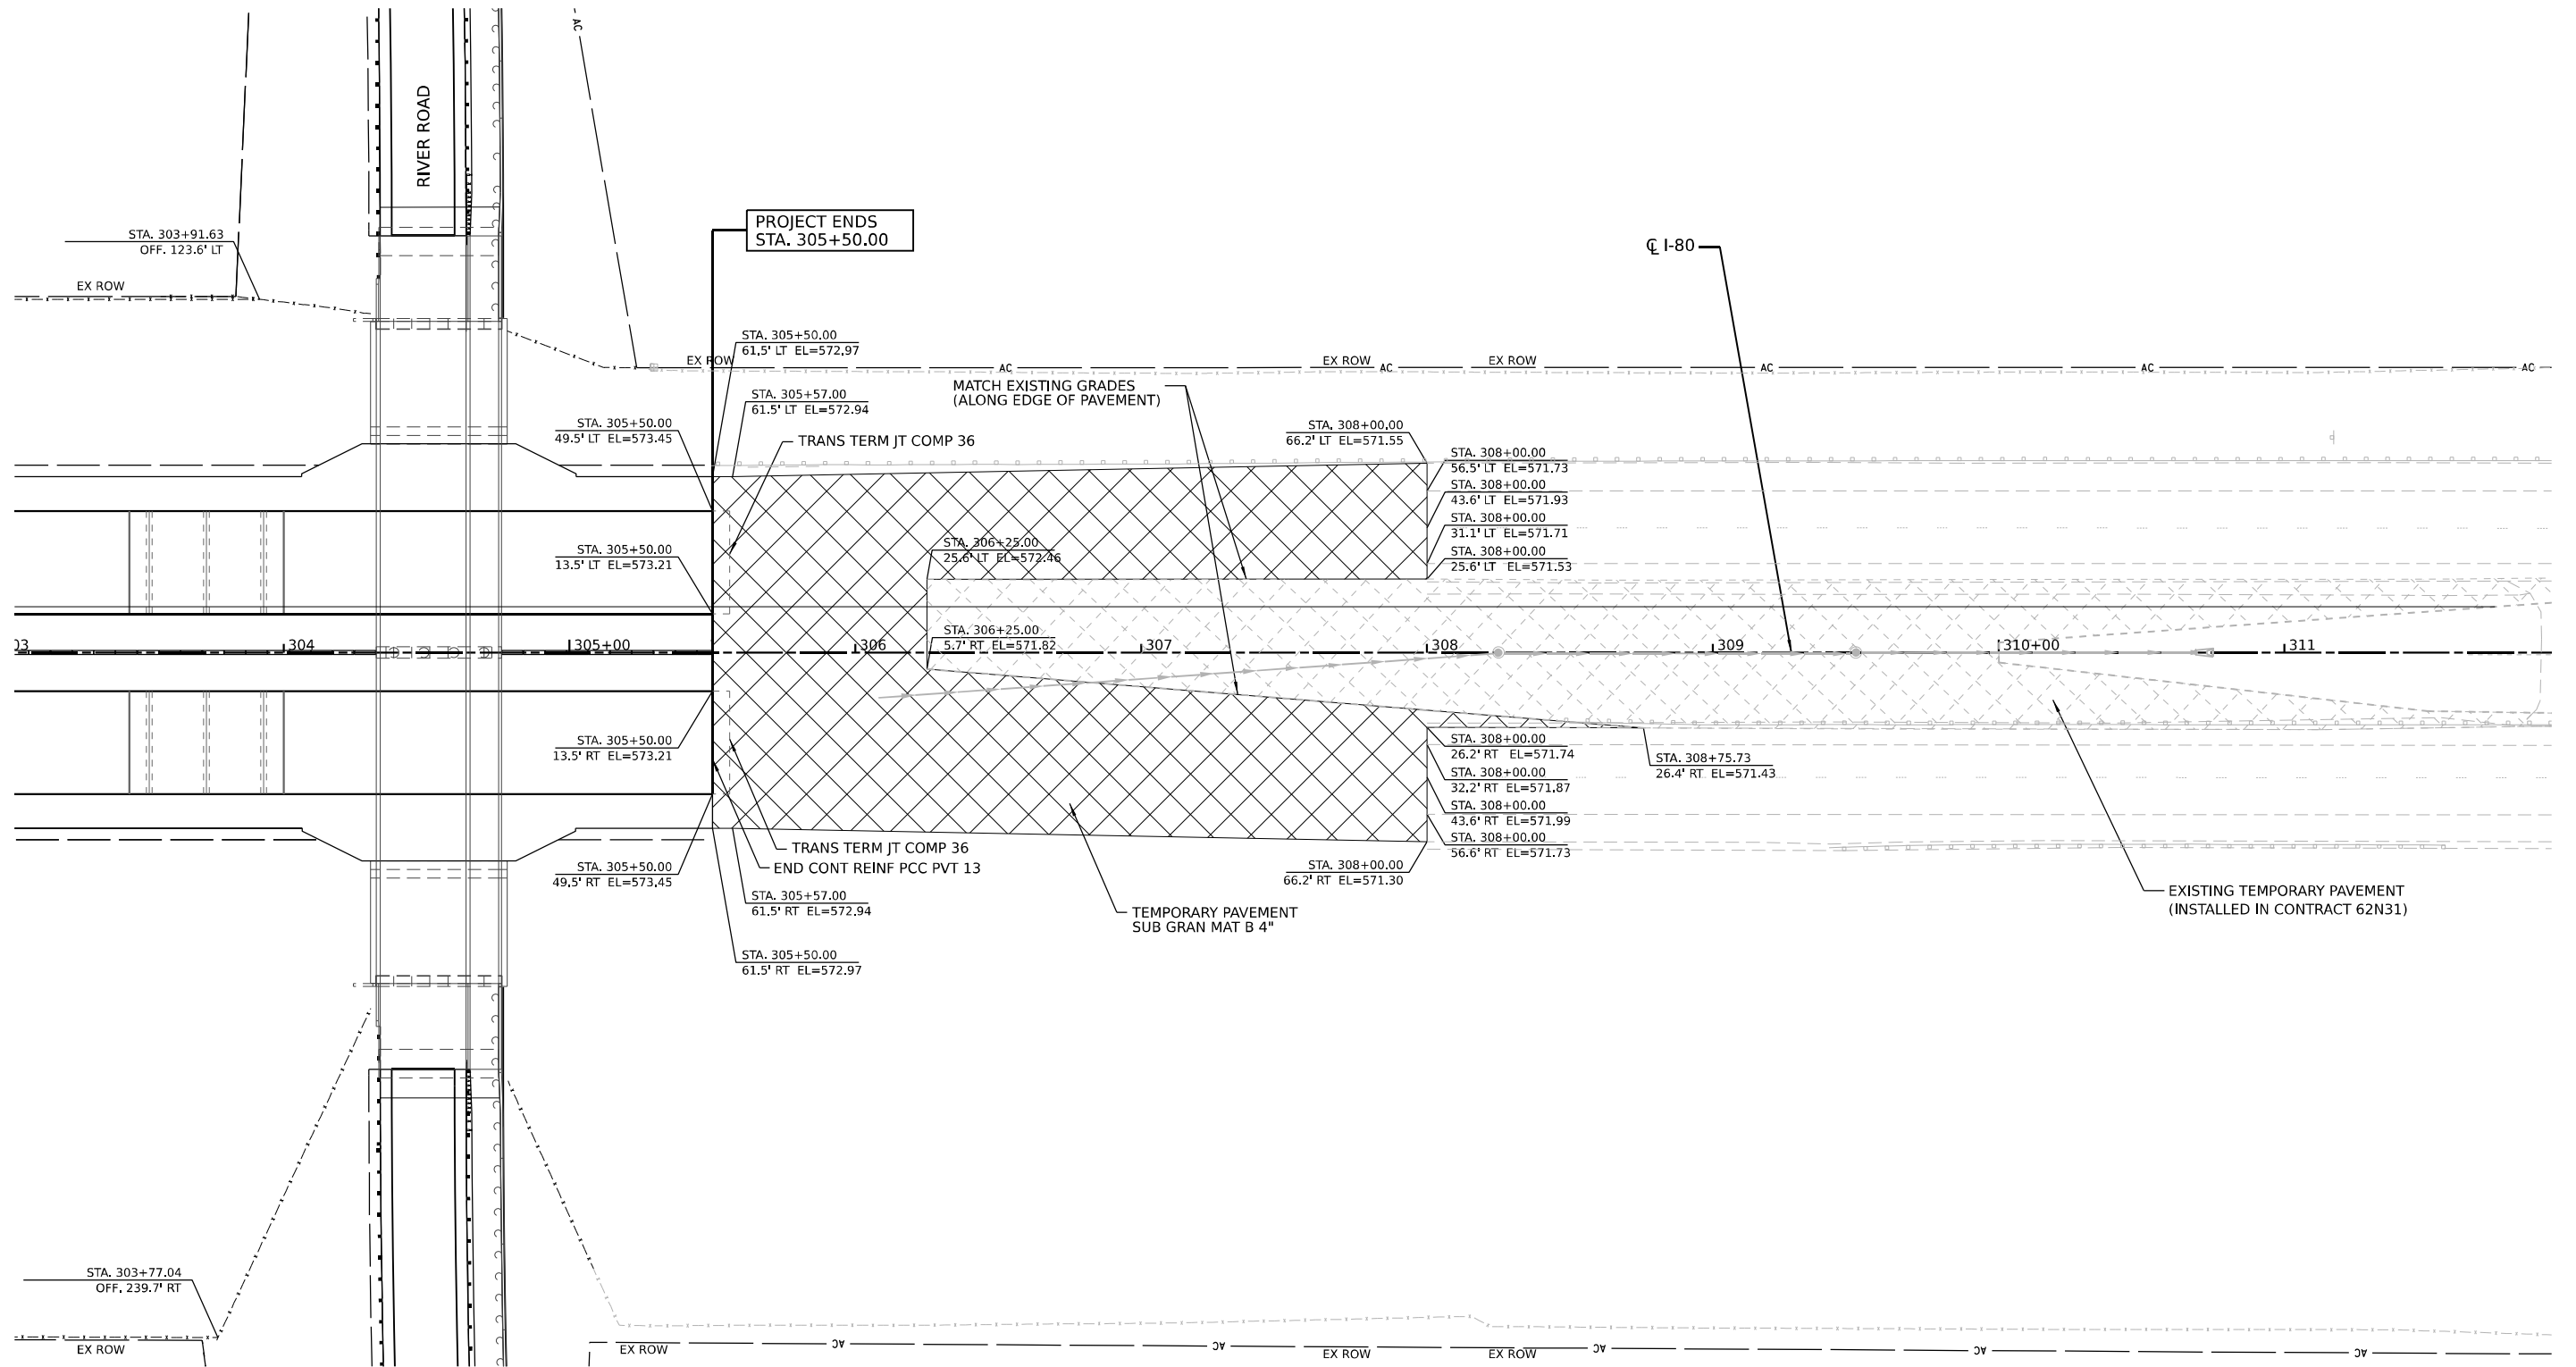 AC
RIVER ROAD
PROJECT ENDS
STA. 305+50.00
STA. 303+91.63
OFF. 123.6' LT
℄ I-80
EX ROW
STA. 305+50.00
61.5' LT EL=572.97
EX ROW
AC
EX ROW
AC
EX ROW
AC
AC
AC
MATCH EXISTING GRADES
(ALONG EDGE OF PAVEMENT)
STA. 305+57.00
61.5' LT EL=572.94
STA. 305+50.00
49.5' LT EL=573.45
TRANS TERM JT COMP 36
STA. 308+00.00
66.2' LT EL=571.55
STA. 308+00.00
56.5' LT EL=571.73
STA. 308+00.00
43.6' LT EL=571.93
STA. 308+00.00
31.1' LT EL=571.71
STA. 308+00.00
25.6' LT EL=571.53
STA. 306+25.00
25.6' LT EL=572.46
STA. 305+50.00
13.5' LT EL=573.21
STA. 306+25.00
5.7' RT EL=571.82
03
304
305+00
306
307
308
309
310+00
311
STA. 305+50.00
13.5' RT EL=573.21
STA. 308+00.00
26.2' RT EL=571.74
STA. 308+00.00
32.2' RT EL=571.87
STA. 308+00.00
43.6' RT EL=571.99
STA. 308+00.00
56.6' RT EL=571.73
STA. 308+75.73
26.4' RT EL=571.43
TRANS TERM JT COMP 36
END CONT REINF PCC PVT 13
STA. 308+00.00
66.2' RT EL=571.30
STA. 305+50.00
49.5' RT EL=573.45
STA. 305+57.00
61.5' RT EL=572.94
TEMPORARY PAVEMENT
SUB GRAN MAT B 4"
EXISTING TEMPORARY PAVEMENT
(INSTALLED IN CONTRACT 62N31)
STA. 305+50.00
61.5' RT EL=572.97
STA. 303+77.04
OFF. 239.7' RT
EX ROW
EX ROW
AC
AC
EX ROW
EX ROW
AC
AC
AC